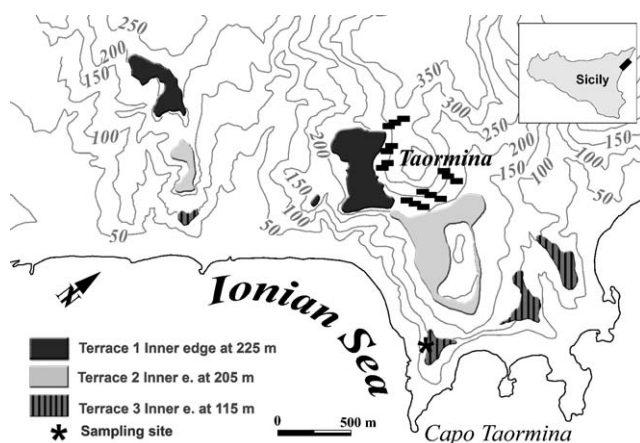 250
200
150
100
50
200
150
100
50
350
300
250
200
150
100
50
Sicily
Taormina
N
Ionian Sea
Terrace 1 Inner edge at 225 m
Terrace 2 Inner e. at 205 m
Terrace 3 Inner e. at 115 m
* Sampling site
0 500 m
Capo Taormina